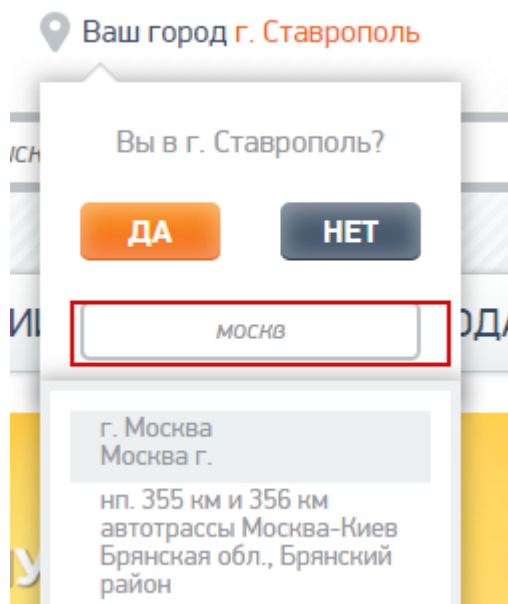 Ваш город г. Ставрополь
Вы в г. Ставрополь?
ДА
НЕТ
москв
г. Москва
Москва г.
нп. 355 км и 356 км
автотрассы Москва-Киев
Брянская обл., Брянский
район